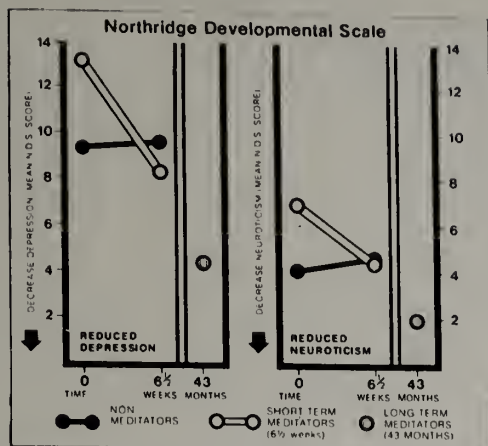 Northridge Developmental Scale
14
12
10
8
6
4
2
DECREASE DEPRESSION (MEAN N.D.S. SCORE)
REDUCED
DEPRESSION
0
6½
43
TIME
WEEKS
MONTHS
14
12
10
8
6
4
2
DECREASE NEUROTICISM (MEAN N.D.S. SCORE)
REDUCED
NEUROTICISM
0
6½
43
TIME
WEEKS
MONTHS
NON
MEDITATORS
SHORT TERM
MEDITATORS
(6½ weeks)
LONG TERM
MEDITATORS
(43 MONTHS)